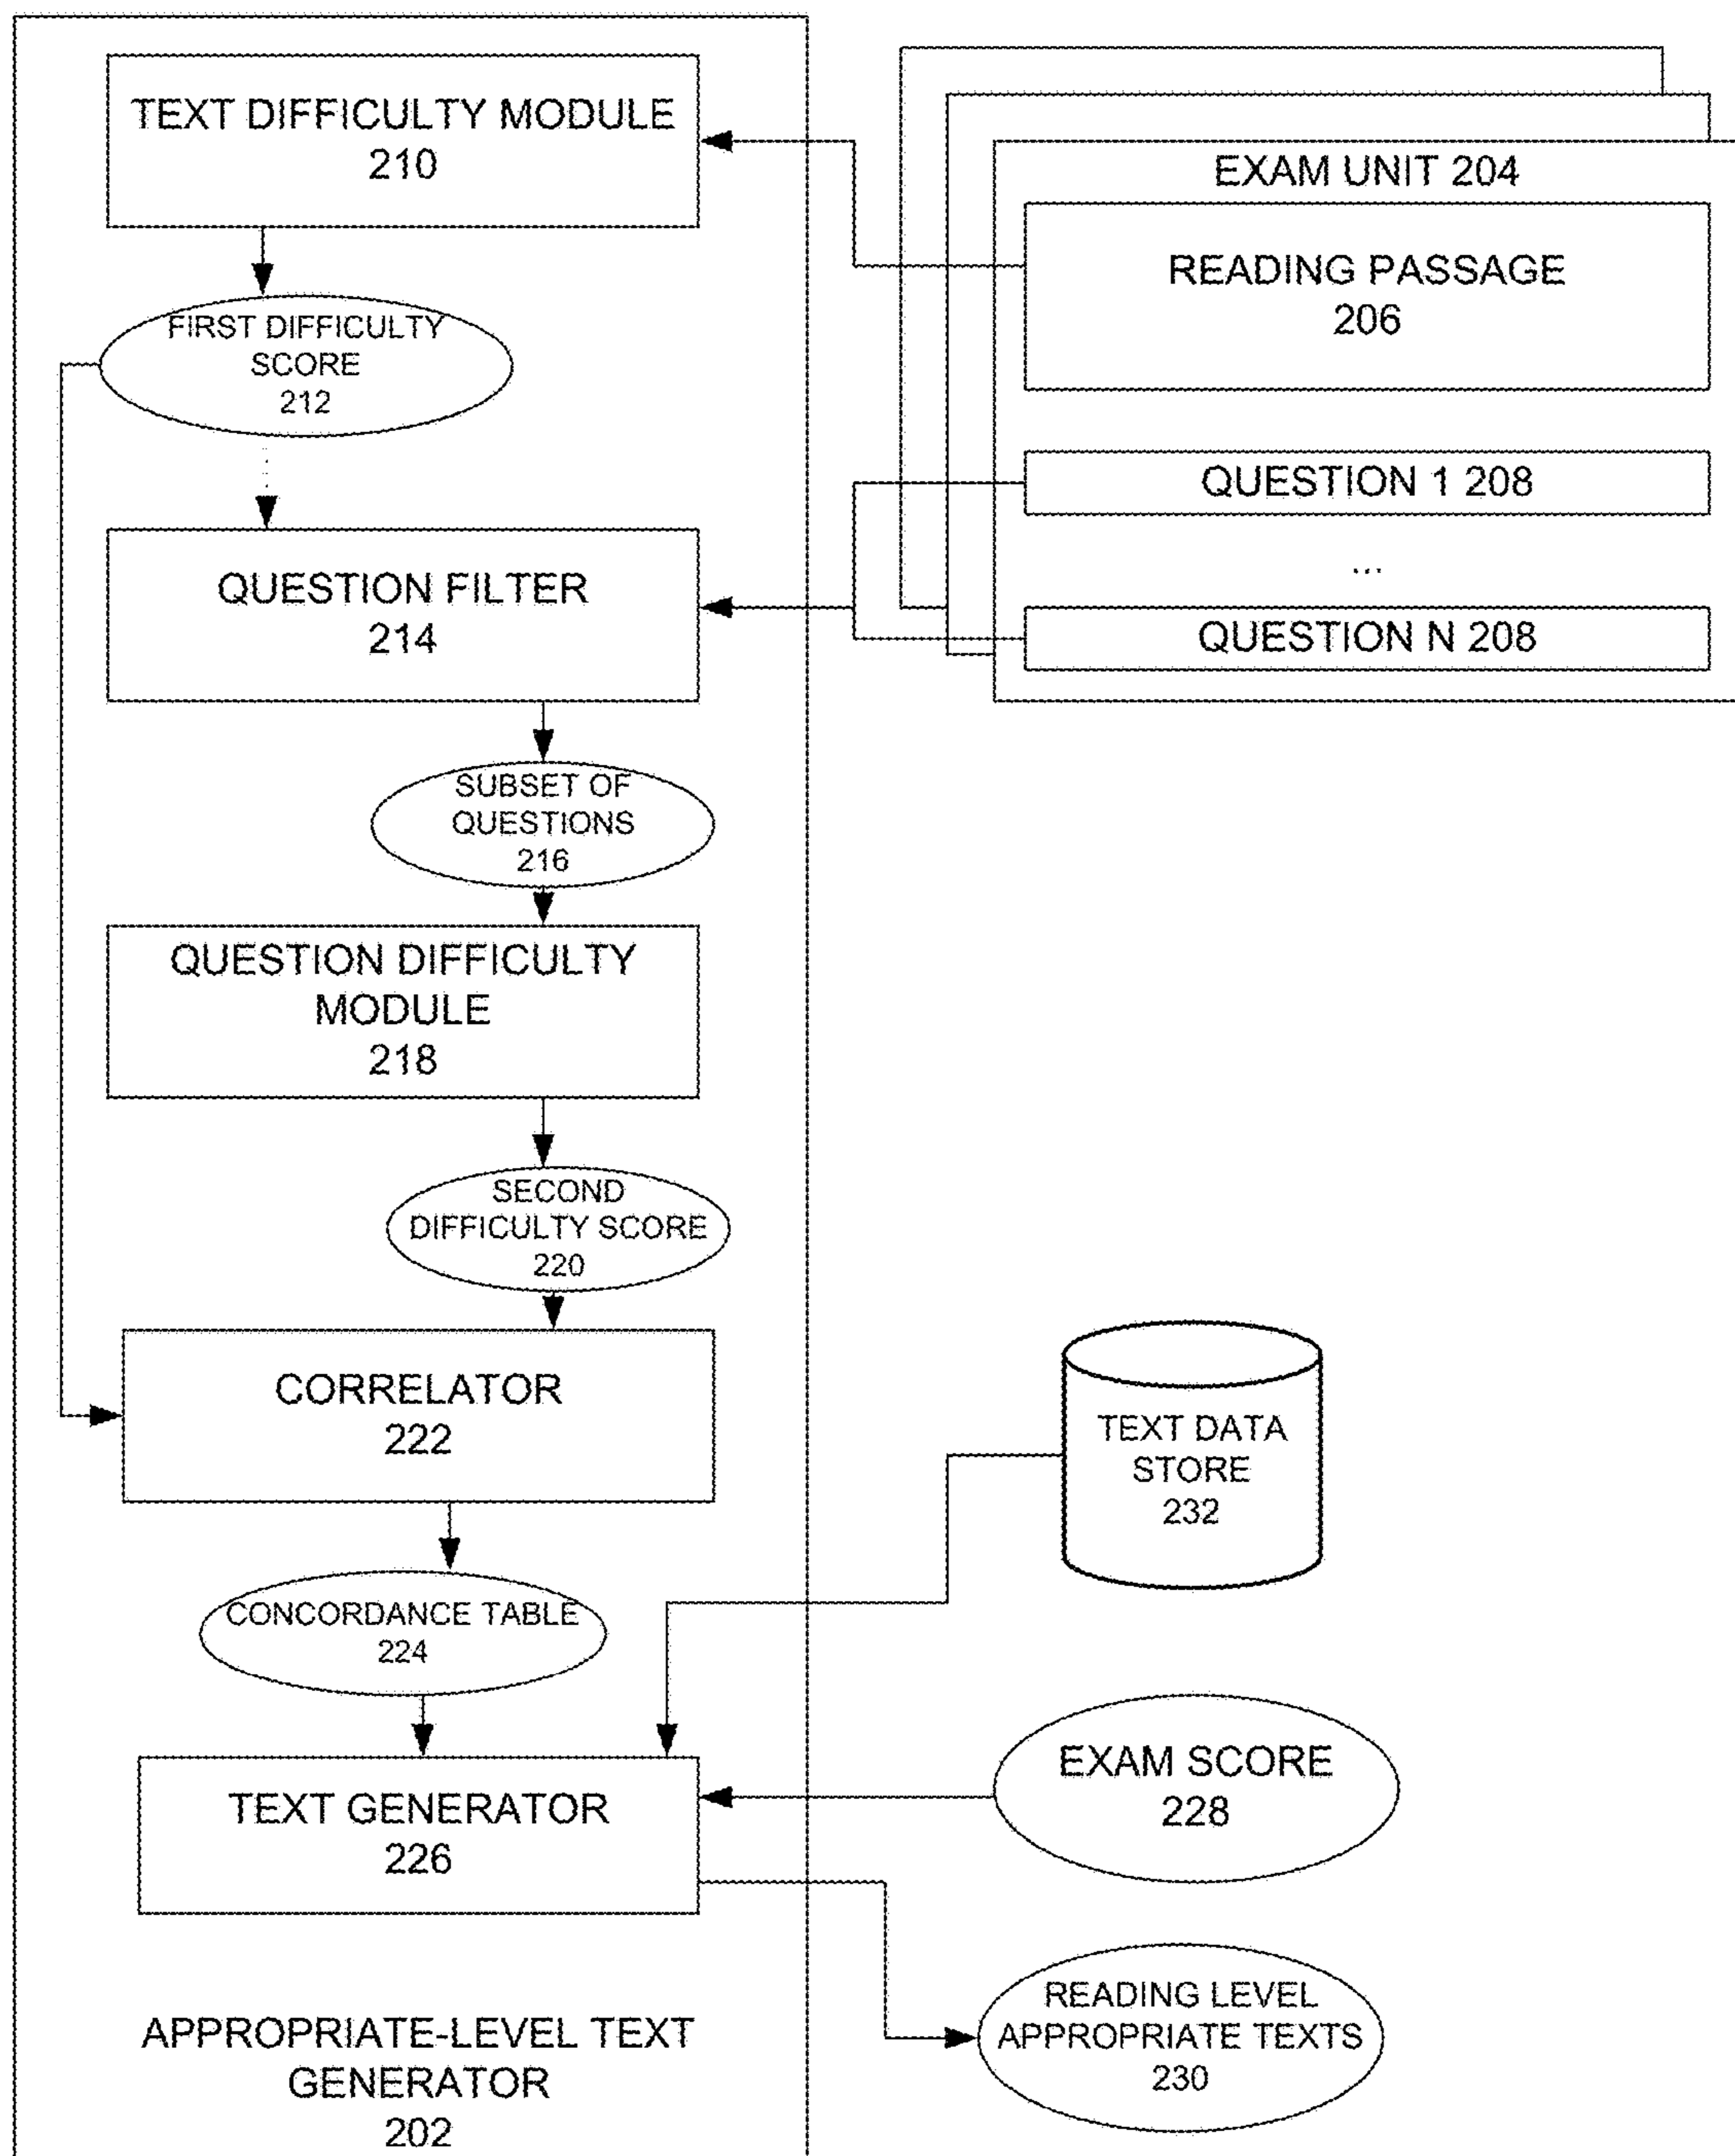 TEXT DIFFICULTY MODULE
210
EXAM UNIT 204
READING PASSAGE
206
FIRST DIFFICULTY
SCORE
212
QUESTION 1 208
...
QUESTION N 208
QUESTION FILTER
214
SUBSET OF
QUESTIONS
216
QUESTION DIFFICULTY
MODULE
218
SECOND
DIFFICULTY SCORE
220
CORRELATOR
222
TEXT DATA
STORE
232
CONCORDANCE TABLE
224
TEXT GENERATOR
226
EXAM SCORE
228
READING LEVEL
APPROPRIATE TEXTS
230
APPROPRIATE-LEVEL TEXT
GENERATOR
202